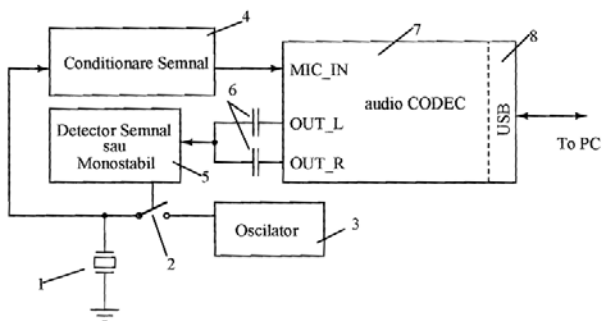 4
7
8
Conditionare Semnal
MIC_IN
6
audio CODEC
USB
Detector Semnal
sau
Monostabil
OUT_L
To PC
OUT_R
5
Oscilator
3
2
1